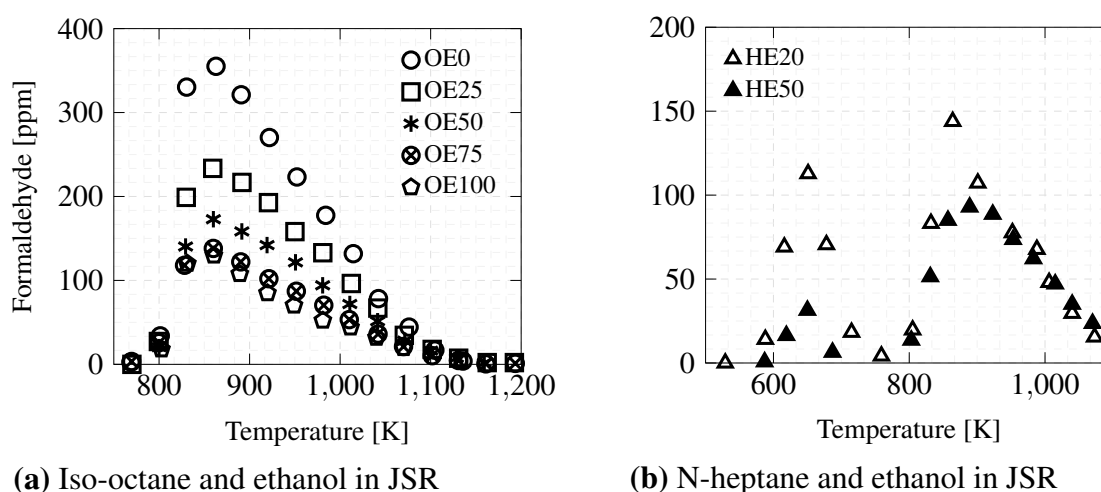 400
300
200
100
0
Formaldehyde [ppm]
OE0
OE25
OE50
OE75
OE100
800 900 1,000 1,100 1,200
Temperature [K]
(a) Iso-octane and ethanol in JSR
200
150
100
50
0
HE20
HE50
600 800 1,000
Temperature [K]
(b) N-heptane and ethanol in JSR